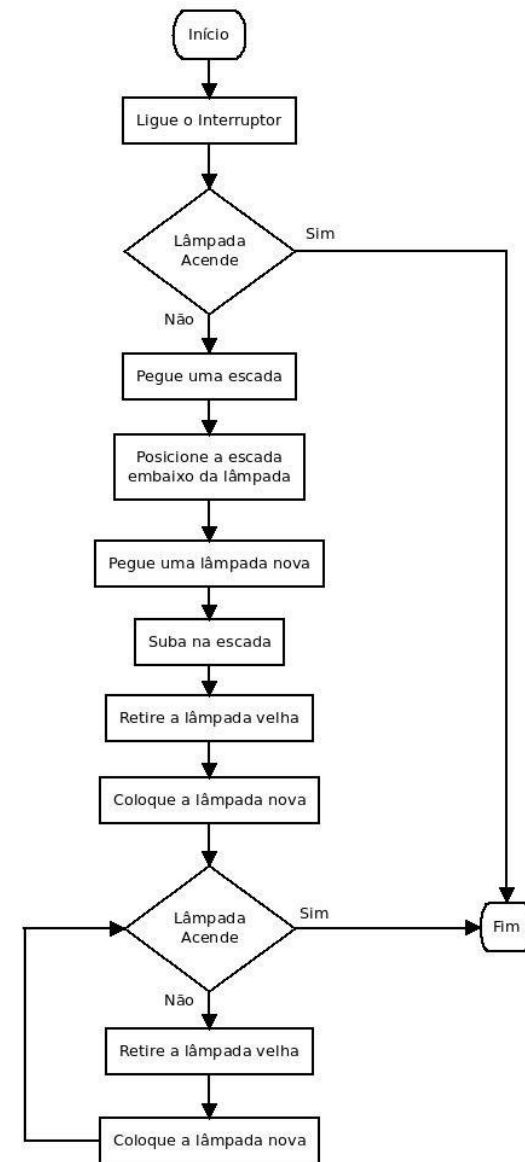 Início
Ligue o Interruptor
Lâmpada
Acende
Sim
Não
Pegue uma escada
Posicione a escada
embaixo da lâmpada
Pegue uma lâmpada nova
Suba na escada
Retire a lâmpada velha
Coloque a lâmpada nova
Lâmpada
Acende
Sim
Fim
Não
Retire a lâmpada velha
Coloque a lâmpada nova